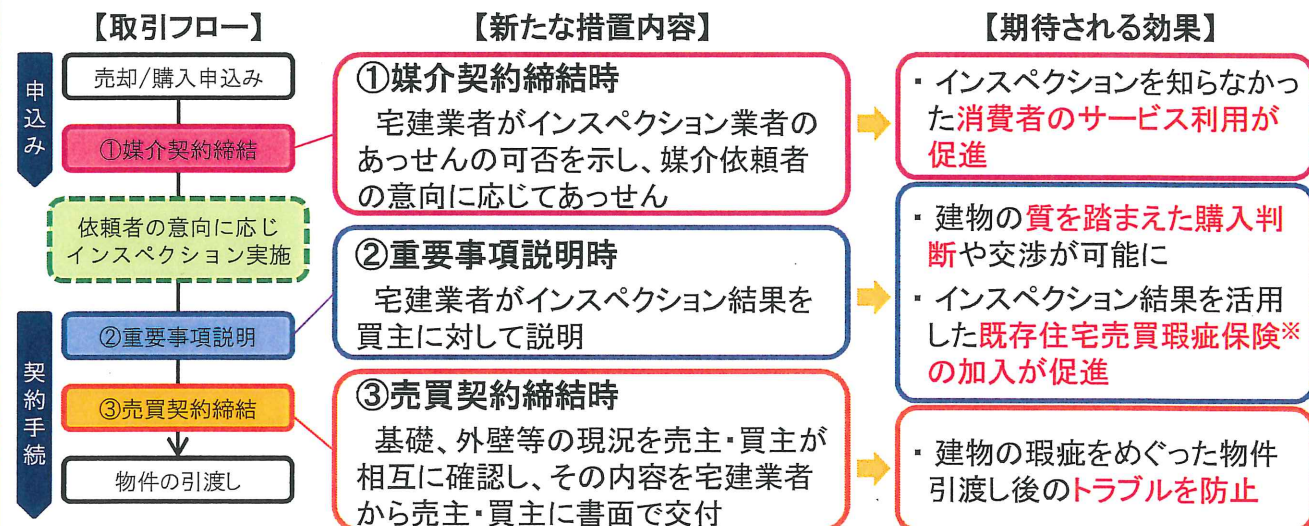 【取引フロー】
申込み
売却/購入申込み
①媒介契約締結
依頼者の意向に応じ
インスペクション実施
契約手続
②重要事項説明
③売買契約締結
物件の引渡し
【新たな措置内容】
①媒介契約締結時
宅建業者がインスペクション業者の
あっせんの可否を示し、媒介依頼者
の意向に応じてあっせん
②重要事項説明時
宅建業者がインスペクション結果を
買主に対して説明
③売買契約締結時
基礎、外壁等の現況を売主・買主が
相互に確認し、その内容を宅建業者
から売主・買主に書面で交付
【期待される効果】
・インスペクションを知らなかっ
た消費者のサービス利用が
促進
・建物の質を踏まえた購入判
断や交渉が可能に
・インスペクション結果を活用
した既存住宅売買瑕疵保険※
の加入が促進
・建物の瑕疵をめぐった物件
引渡し後のトラブルを防止